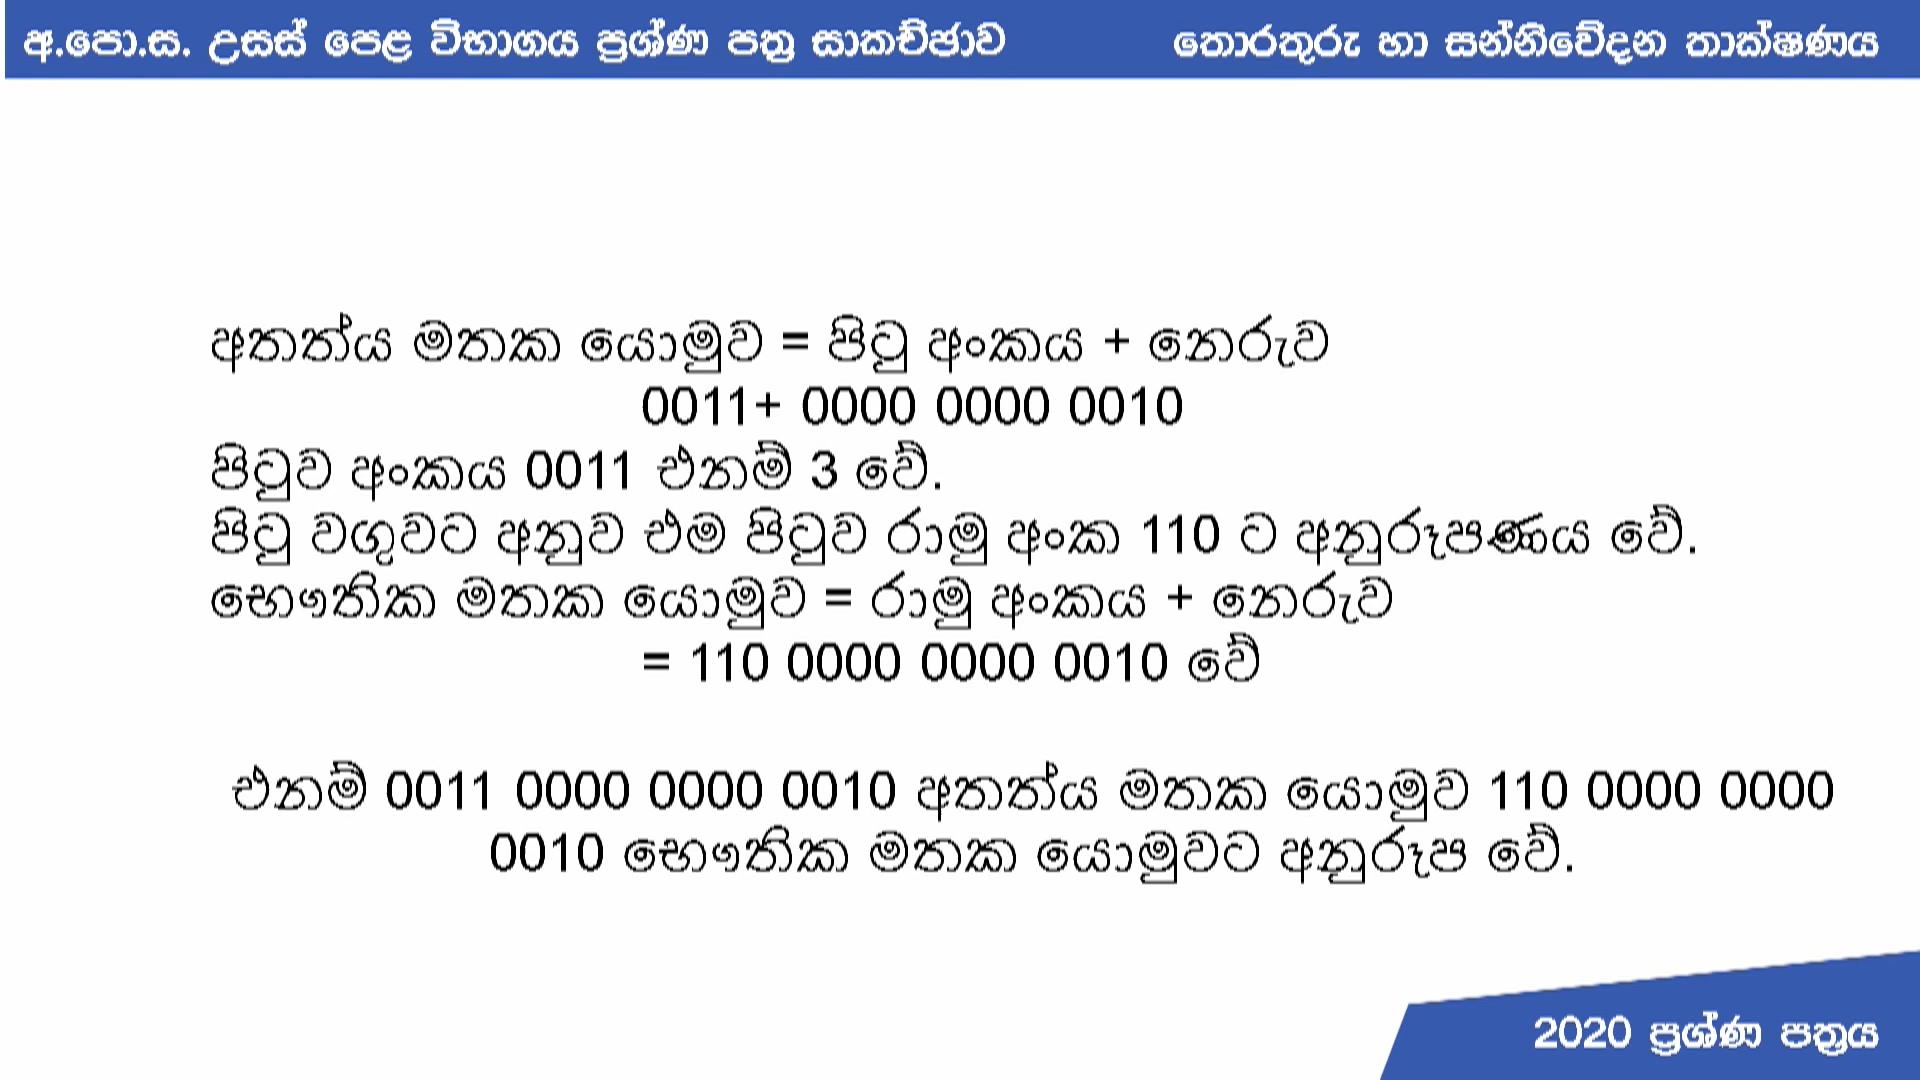 අ.පො.ස. උසස් පෙළ විභාගය ප්‍රශ්ණ පත්‍ර සාකච්ඡාව
තොරතුරු හා සන්නිවේදන තාක්ෂණය
අතත්ය මතක යොමුව = පිටු අංකය + නෙරුව
0011+ 0000 0000 0010
පිටුව අංකය 0011 එනම් 3 වේ.
පිටු වගුවට අනුව එම පිටුව රාමු අංක 110 ට අනුරූපණය වේ.
භෞතික මතක යොමුව = රාමු අංකය + නෙරුව
= 110 0000 0000 0010 වේ
එනම් 0011 0000 0000 0010 අතත්ය මතක යොමුව 110 0000 0000
0010 භෞතික මතක යොමුවට අනුරූප වේ.
2020 ප්‍රශ්ණ පත්‍රය